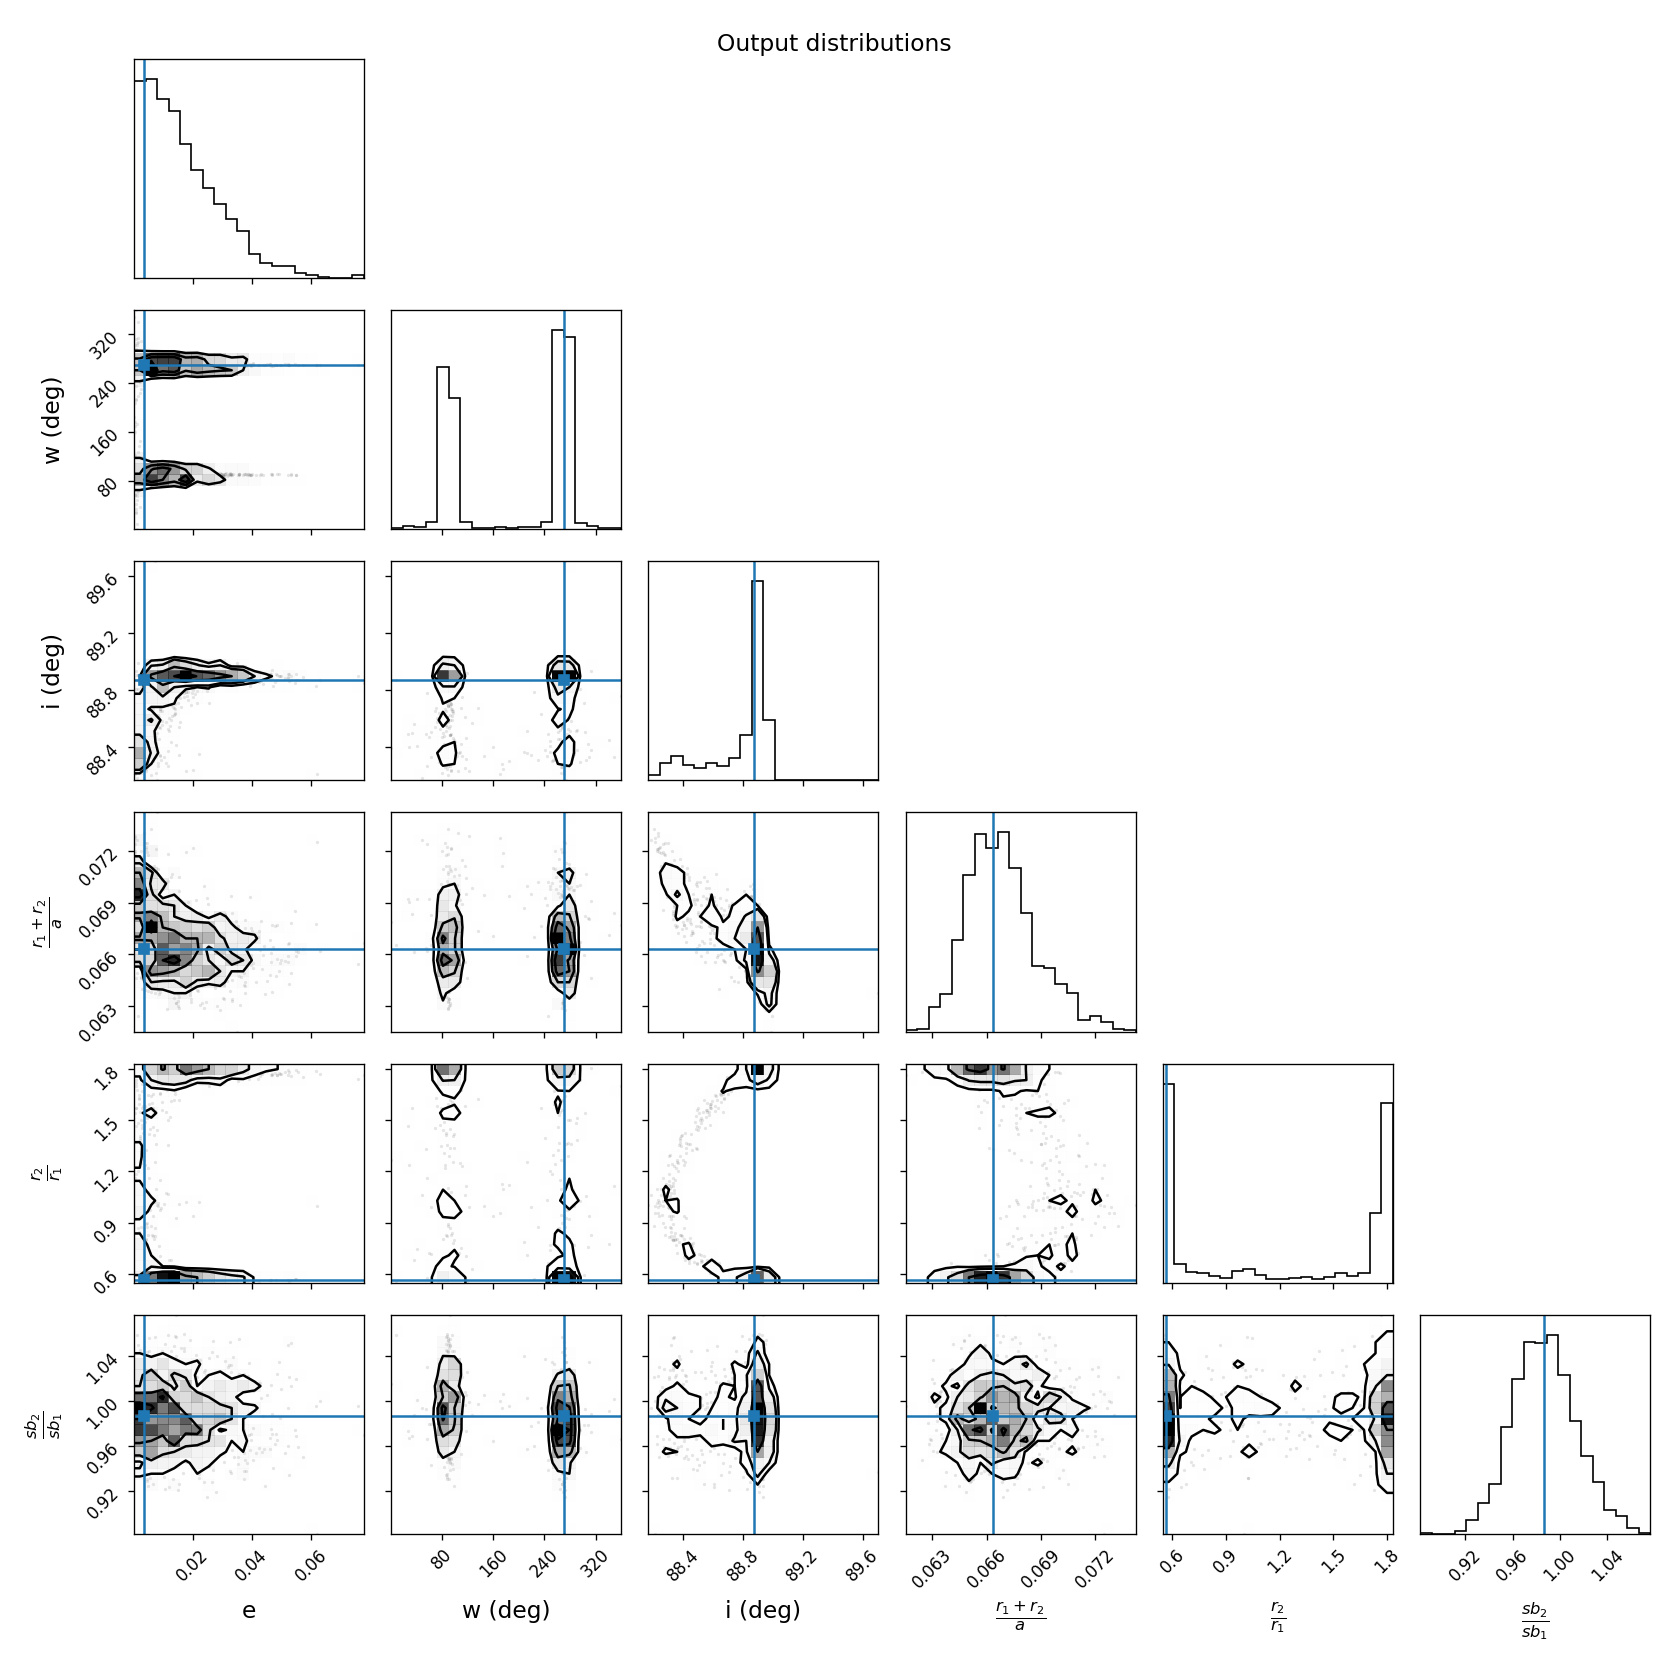 Output distributions
w (deg)
320
240
160
80
i (deg)
89.6
89.2
88.8
88.4
r₁ + r₂
a
0.072
0.069
0.066
0.063
r₂
r₁
1.8
1.5
1.2
0.9
0.6
sb₂
sb₁
1.04
1.00
0.96
0.92
0.02 0.04 0.06 80 160 240 320 88.4 88.8 89.2 89.6 0.063 0.066 0.069 0.072 0.6 0.9 1.2 1.5 1.8 0.92 0.96 1.00 1.04
e w (deg) i (deg)
r₁ + r₂
a
r₂
r₁
sb₂
sb₁